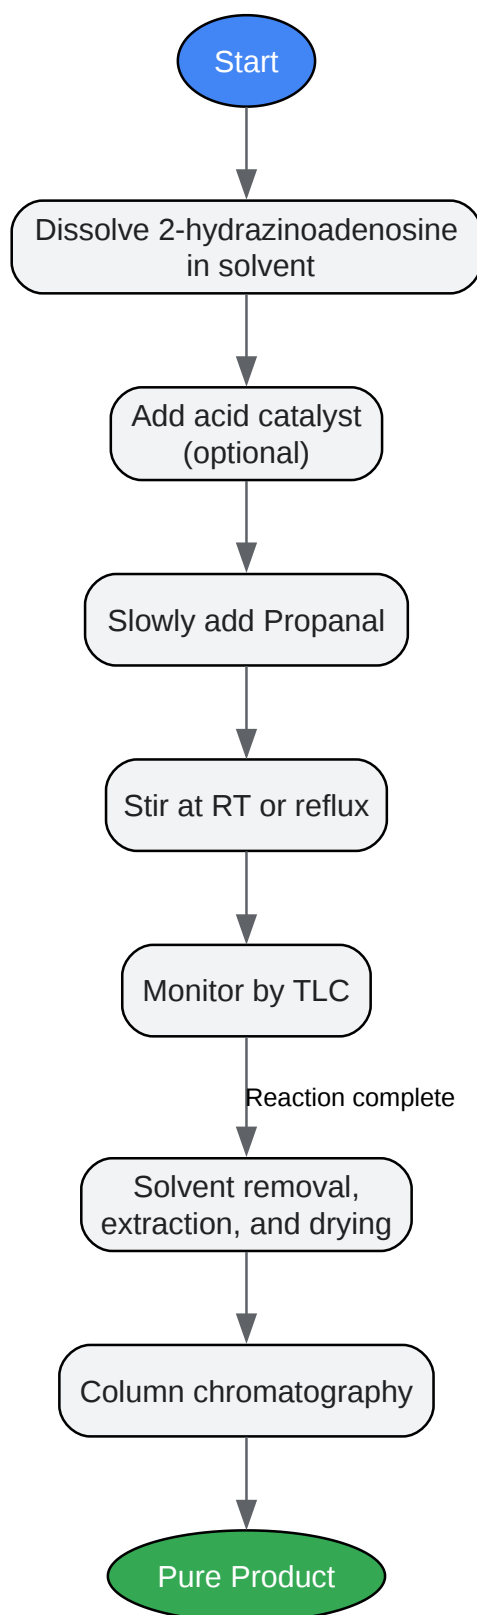 Start
Dissolve 2-hydrazinoadenosine
in solvent
Add acid catalyst
(optional)
Slowly add Propanal
Stir at RT or reflux
Monitor by TLC
Reaction complete
Solvent removal,
extraction, and drying
Column chromatography
Pure Product